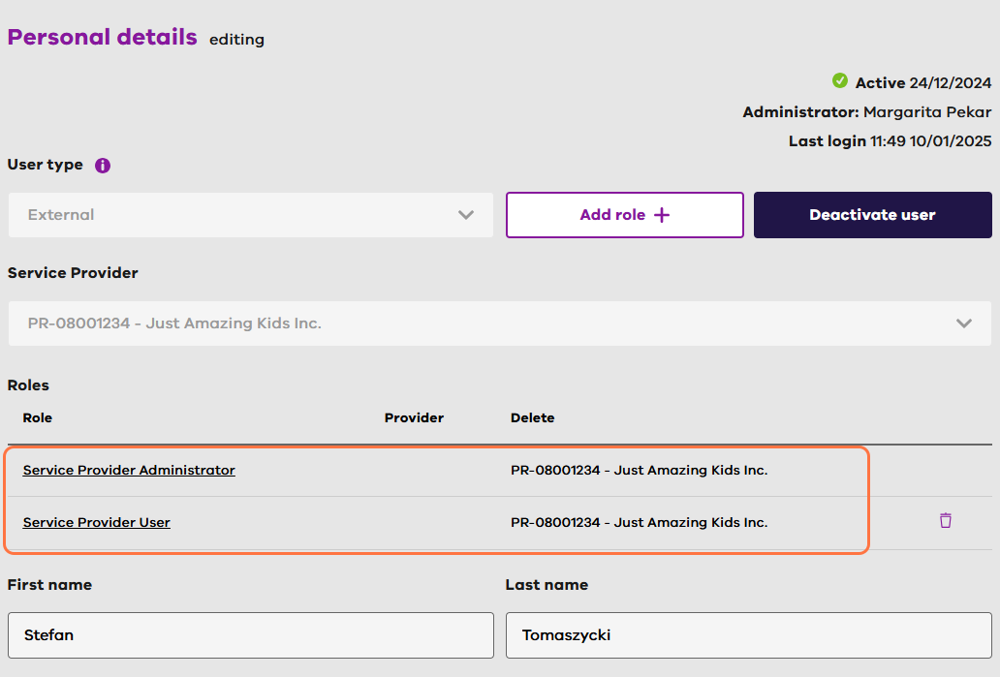 Personal details editing
Active 24/12/2024
Administrator: Margarita Pekar
Last login 11:49 10/01/2025
User type
External
Add role
Deactivate user
Service Provider
PR-08001234 - Just Amazing Kids Inc.
Roles
Role Provider Delete
Service Provider Administrator PR-08001234 - Just Amazing Kids Inc.
Service Provider User PR-08001234 - Just Amazing Kids Inc.
First name Last name
Stefan Tomaszycki